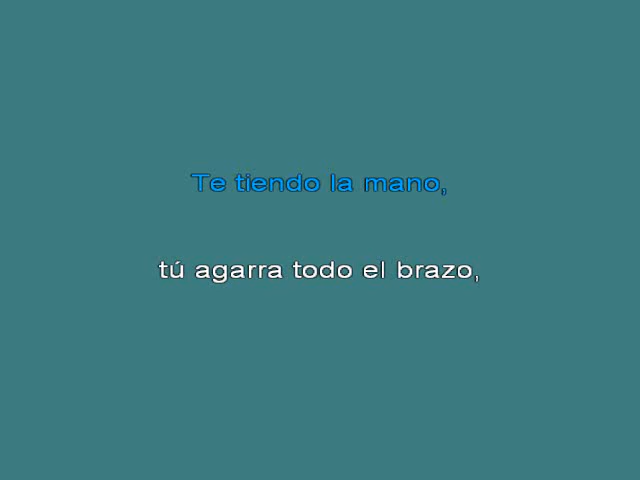 Te tiendo la mano,
tú agarra todo el brazo,